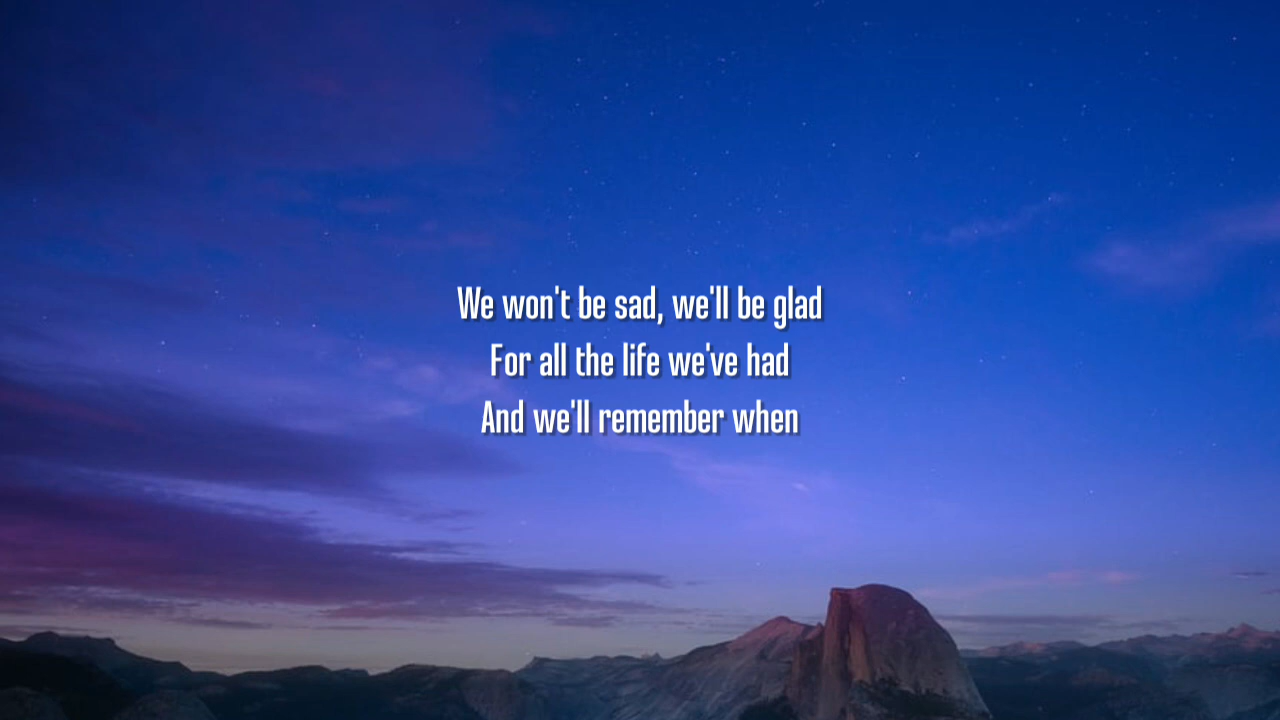 We won't be sad, we'll be glad
For all the life we've had
And we'll remember when